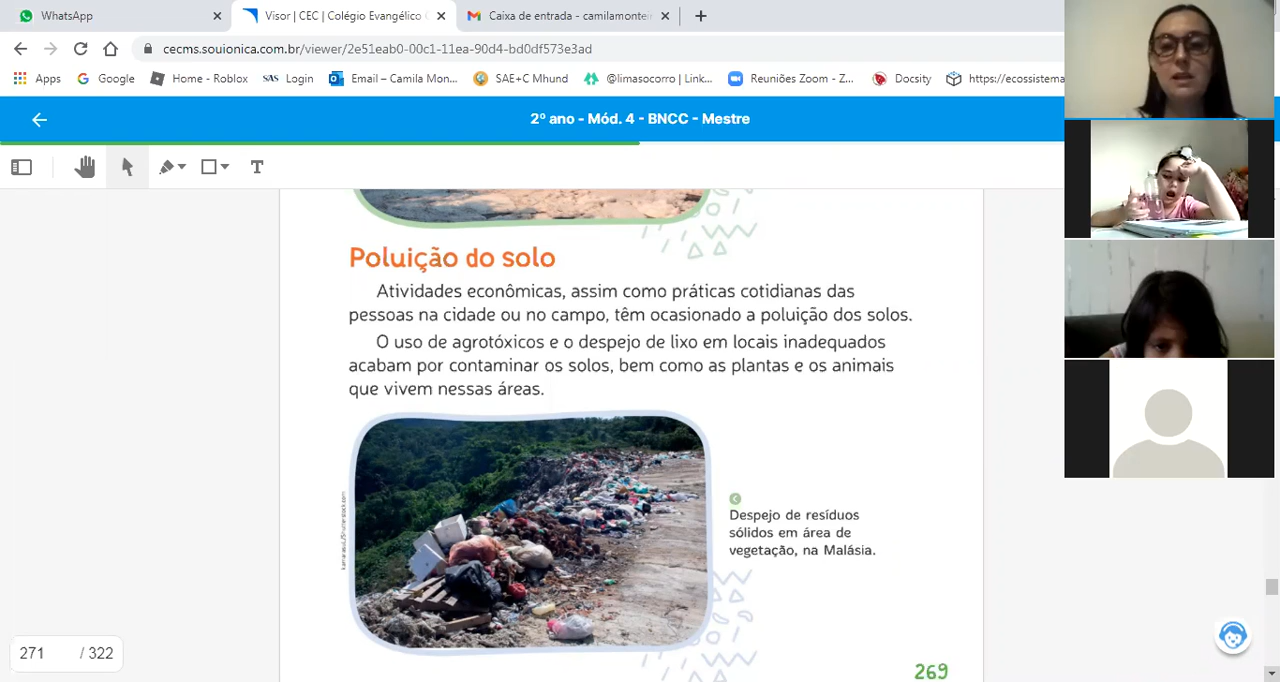 WhatsApp
Visor | CEC | Colégio Evangélico
Caixa de entrada - camilamontei
cecms.souionica.com.br/viewer/2e51eab0-00c1-11ea-90d4-bd0df573e3ad
Apps Google Home - Roblox SAS Login Email – Camila Mon... SAE+C Mhund @limasocorro | Link... Reuniões Zoom - Z... Docsity https://ecossistema
2º ano - Mód. 4 - BNCC - Mestre
T
Poluição do solo
Atividades econômicas, assim como práticas cotidianas das
pessoas na cidade ou no campo, têm ocasionado a poluição dos solos.
O uso de agrotóxicos e o despejo de lixo em locais inadequados
acabam por contaminar os solos, bem como as plantas e os animais
que vivem nessas áreas.
Despejo de resíduos
sólidos em área de
vegetação, na Malásia.
271 / 322
269